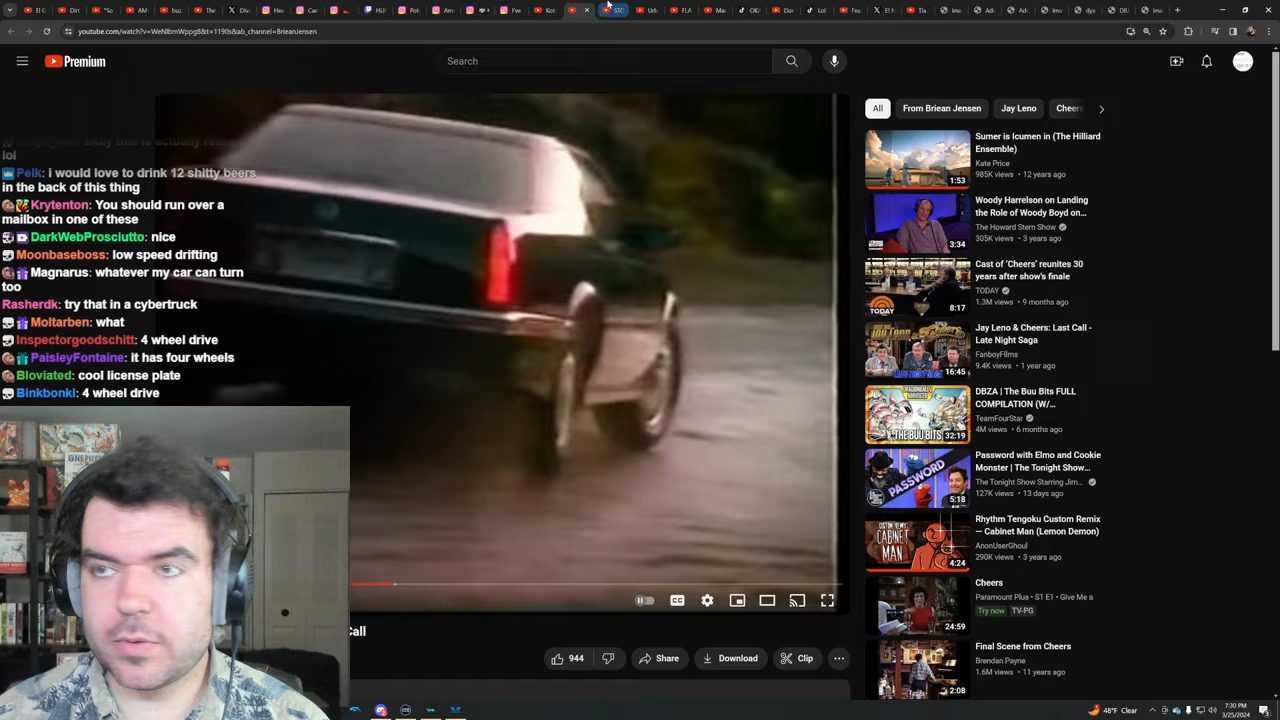 youtube.com/watch?v=WeNlbmWppg8&t=1190s&ab_channel=BrieanJensen
Premium
Search
lol
Pelk: i would love to drink 12 shitty beers
in the back of this thing
Krytenton: You should run over a
mailbox in one of these
DarkWebProsciutto: nice
Moonbaseboss: low speed drifting
Magnarus: whatever my car can turn
too
Rasherdk: try that in a cybertruck
Moltarben: what
Inspectorgoodschitt: 4 wheel drive
PaisleyFontaine: it has four wheels
Bloviated: cool license plate
Binkbonkl: 4 wheel drive
Call
944
Share
Download
Clip
All
From Briean Jensen
Jay Leno
Cheers
Sumer is Icumen in (The Hilliard
Ensemble)
Kate Price
985K views • 12 years ago
1:53
Woody Harrelson on Landing
the Role of Woody Boyd on...
The Howard Stern Show
305K views • 3 years ago
3:34
Cast of 'Cheers' reunites 30
years after show's finale
TODAY
1.3M views • 9 months ago
TODAY
8:17
Jay Leno & Cheers: Last Call -
Late Night Saga
FanboyFilms
9.4K views • 1 year ago
16:45
DBZA | The Buu Bits FULL
COMPILATION (W/...
TeamFourStar
4M views • 6 months ago
THE BUU BITS
32:19
Password with Elmo and Cookie
Monster | The Tonight Show...
The Tonight Show Starring Jim...
127K views • 13 days ago
PASSWORD
5:18
Rhythm Tengoku Custom Remix
— Cabinet Man (Lemon Demon)
AnonUserGhoul
290K views • 3 years ago
CUSTOM REMIX
CABINET
MAN
4:24
Cheers
Paramount Plus • S1 E1 • Give Me a
Try now
TV-PG
24:59
Final Scene from Cheers
Brendan Payne
1.6M views • 11 years ago
2:08
48°F Clear
7:30 PM
3/25/2024